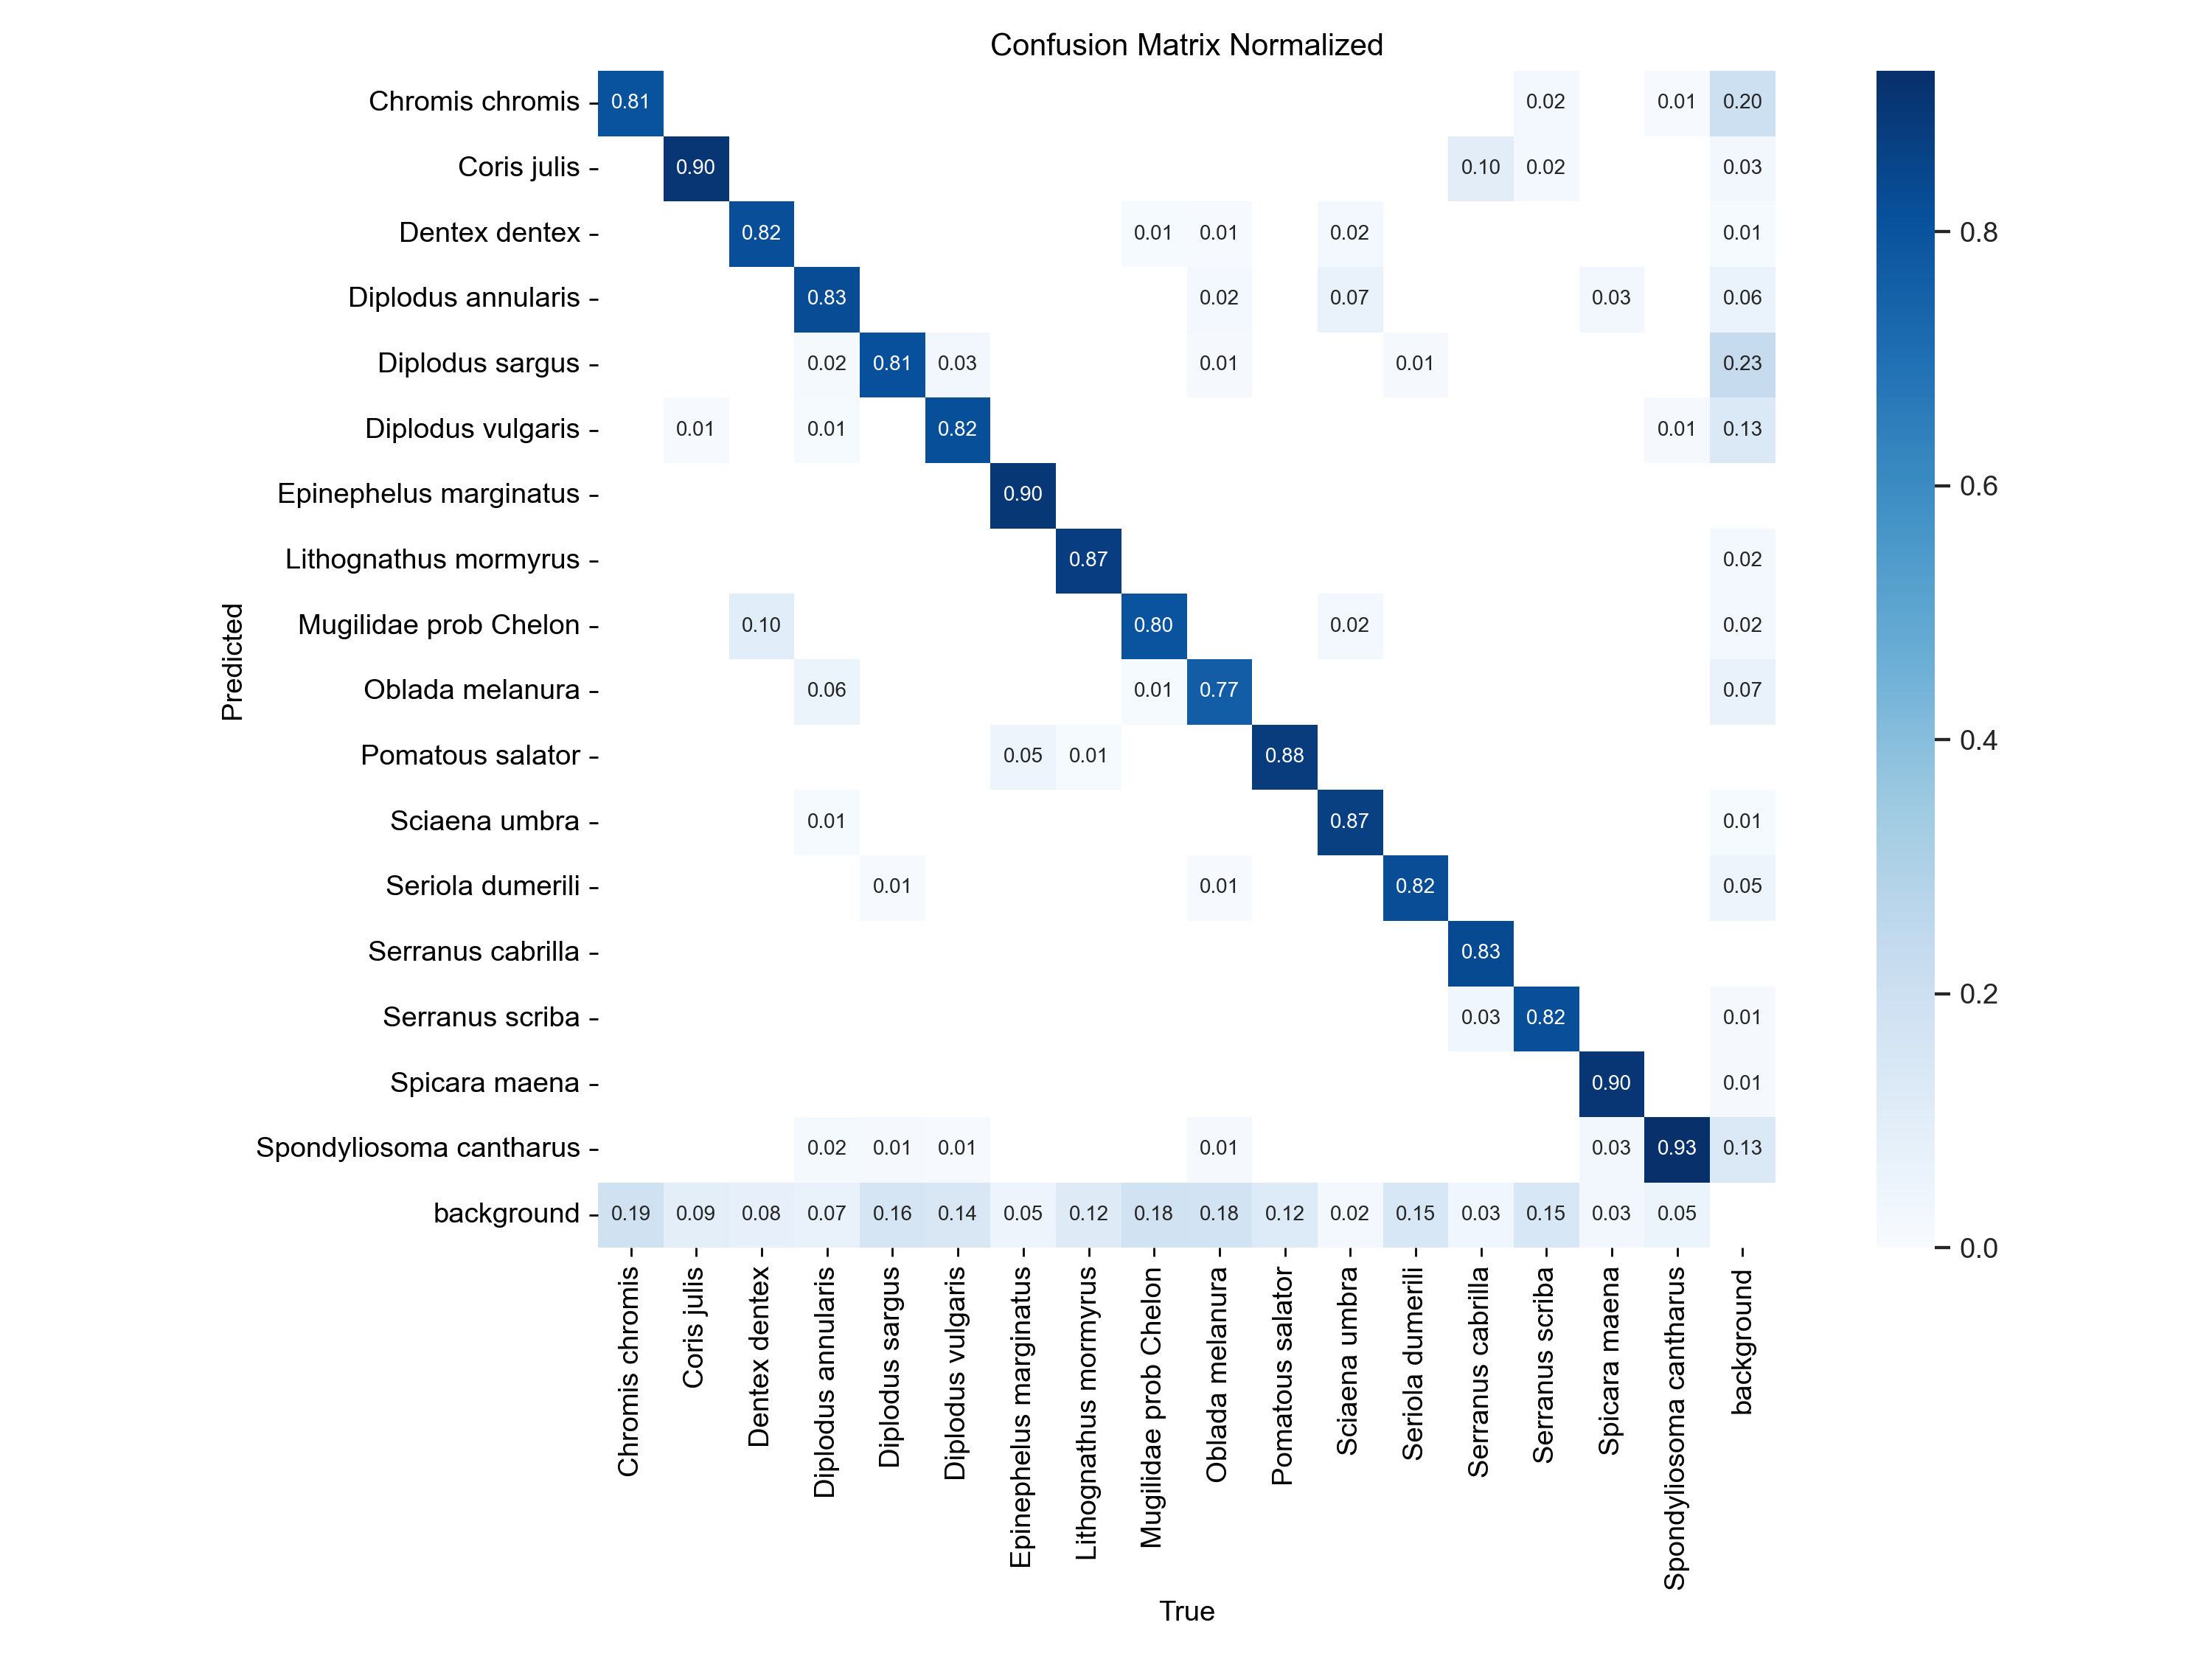 Confusion Matrix Normalized
Chromis chromis 0.81 0.02 0.01 0.20
Coris julis 0.90 0.10 0.02 0.03
Dentex dentex 0.82 0.01 0.01 0.02 0.01
Diplodus annularis 0.83 0.02 0.07 0.03 0.06
Diplodus sargus 0.02 0.81 0.03 0.01 0.01 0.23
Diplodus vulgaris 0.01 0.01 0.82 0.01 0.13
Epinephelus marginatus 0.90
Lithognathus mormyrus 0.87 0.02
Mugilidae prob Chelon 0.10 0.80 0.02 0.02
Oblada melanura 0.06 0.01 0.77 0.07
Pomatous salator 0.05 0.01 0.88
Sciaena umbra 0.01 0.87 0.01
Seriola dumerili 0.01 0.01 0.82 0.05
Serranus cabrilla 0.83
Serranus scriba 0.03 0.82 0.01
Spicara maena 0.90 0.01
Spondyliosoma cantharus 0.02 0.01 0.01 0.01 0.03 0.93 0.13
background 0.19 0.09 0.08 0.07 0.16 0.14 0.05 0.12 0.18 0.18 0.12 0.02 0.15 0.03 0.15 0.03 0.05
Predicted
Chromis chromis
Coris julis
Dentex dentex
Diplodus annularis
Diplodus sargus
Diplodus vulgaris
Epinephelus marginatus
Lithognathus mormyrus
Mugilidae prob Chelon
Oblada melanura
Pomatous salator
Sciaena umbra
Seriola dumerili
Serranus cabrilla
Serranus scriba
Spicara maena
Spondyliosoma cantharus
background
True
0.8
0.6
0.4
0.2
0.0